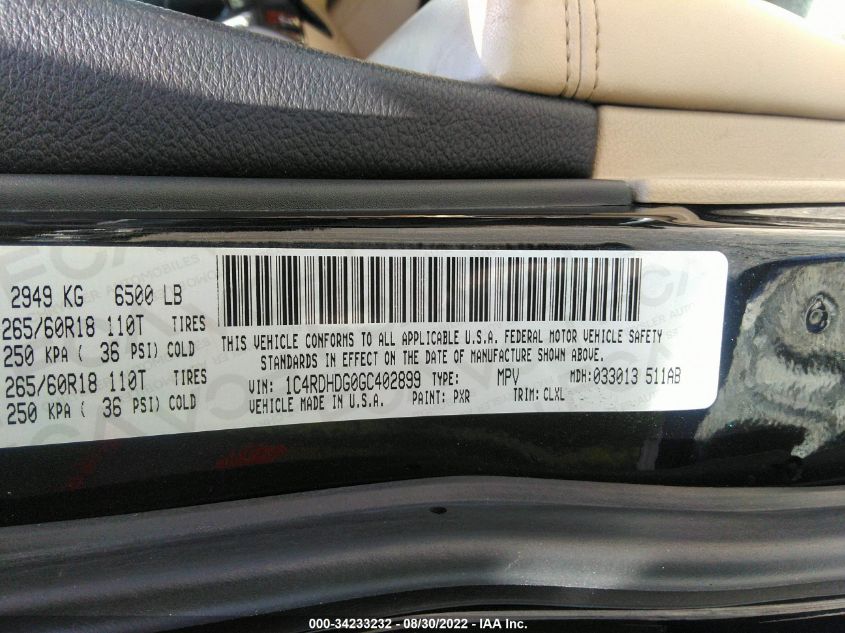 2949 KG 6500 LB
265/60R18 110T TIRES
250 KPA ( 36 PSI) COLD
265/60R18 110T TIRES
250 KPA ( 36 PSI) COLD
THIS VEHICLE CONFORMS TO ALL APPLICABLE U.S.A. FEDERAL MOTOR VEHICLE SAFETY
STANDARDS IN EFFECT ON THE DATE OF MANUFACTURE SHOWN ABOVE.
VIN: 1C4RDHDG0GC402899 TYPE: MPV MDH:033013 511AB
VEHICLE MADE IN U.S.A. PAINT: PXR TRIM: CLXL
000-34233232 - 08/30/2022 - IAA Inc.